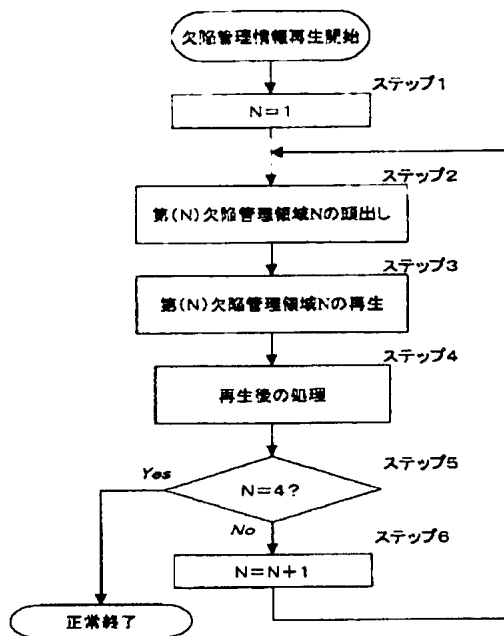 欠陥管理情報再生開始
ステップ1
N=1
ステップ2
第(N)欠陥管理領域Nの頭出し
ステップ3
第(N)欠陥管理領域Nの再生
ステップ4
再生後の処理
ステップ5
Yes
N=4?
No
ステップ6
N=N+1
正常終了